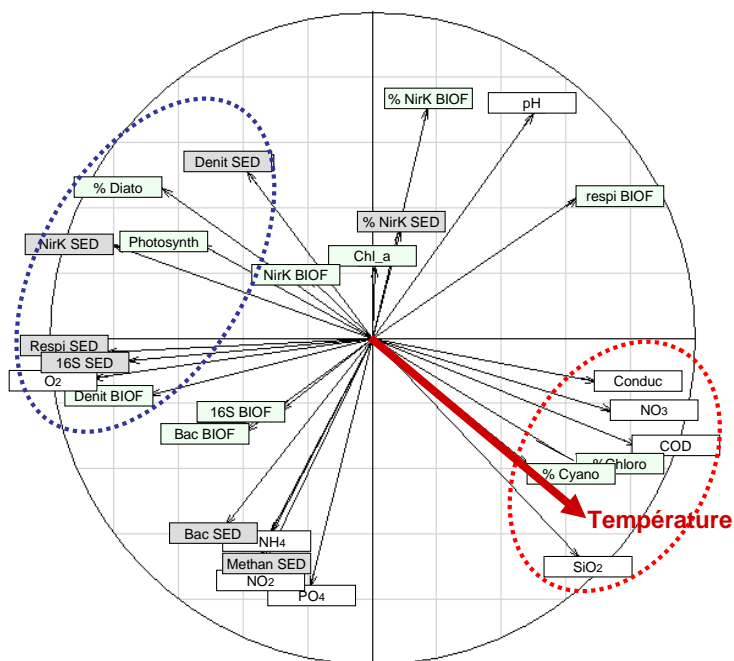 % NirK BIOF
pH
Denit SED
% Diato
respi BIOF
% NirK SED
NirK SED
Photosynth
Chl_a
NirK BIOF
Respi SED
16S SED
O2
Denit BIOF
Conduc
NO3
16S BIOF
Bac BIOF
COD
%Chloro
% Cyano
Température
Bac SED
NH4
Methan SED
NO2
SiO2
PO4